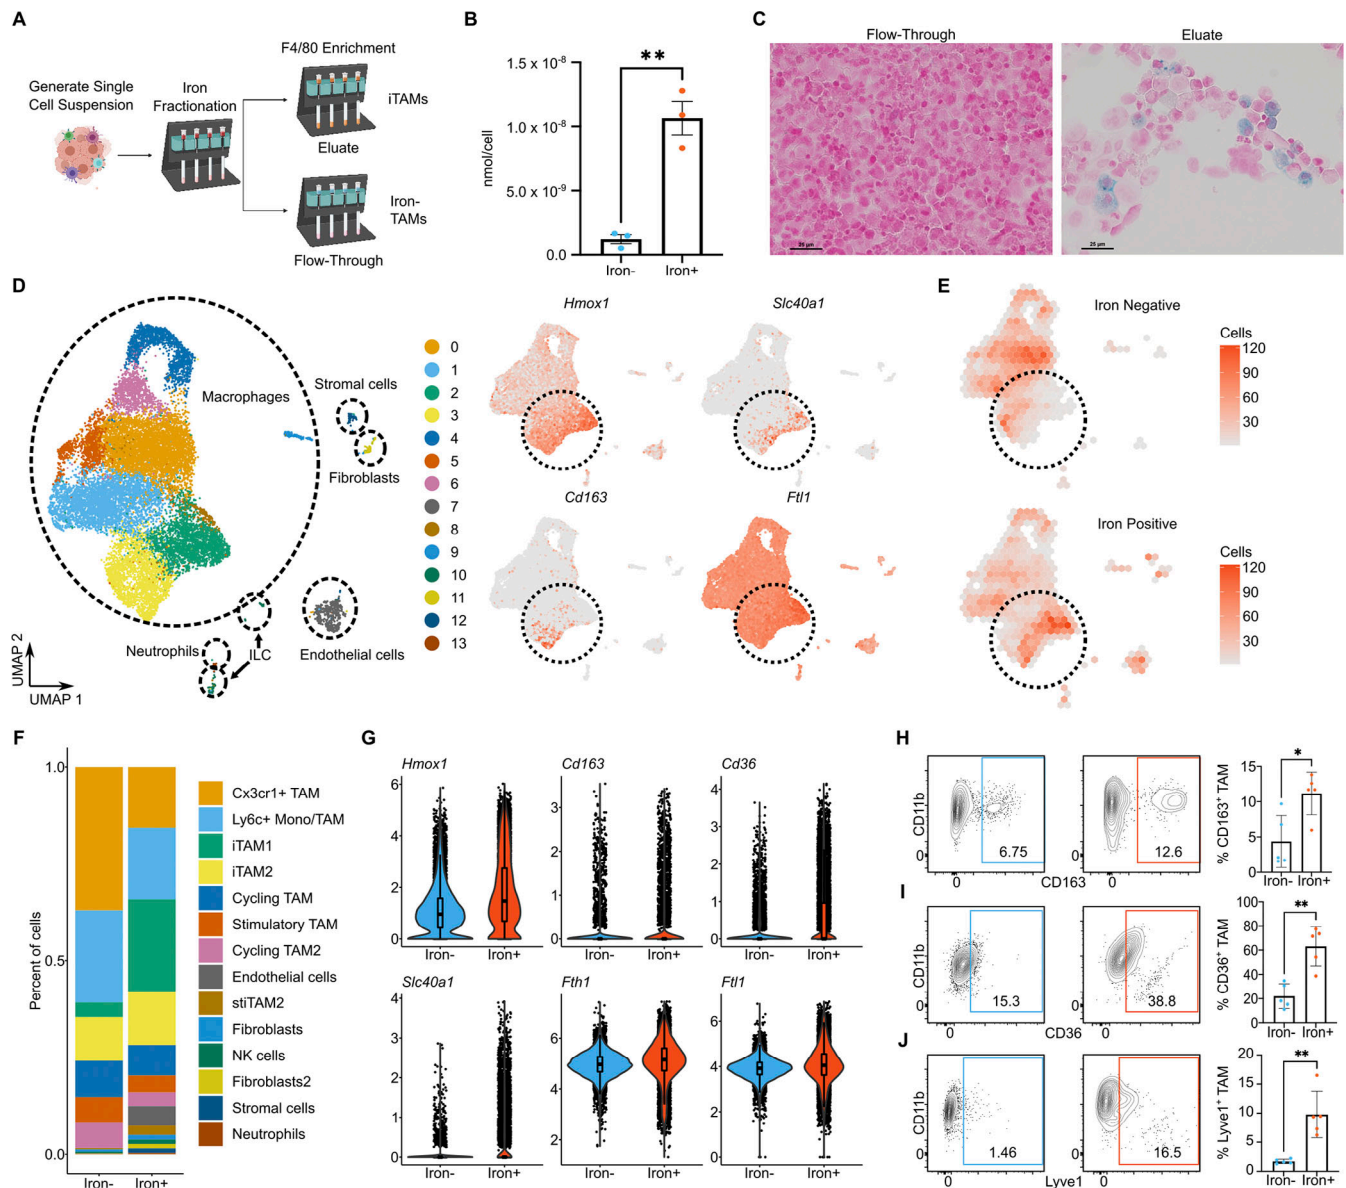 A
Generate Single
Cell Suspension
Iron
Fractionation
F4/80 Enrichment
iTAMs
Eluate
Iron-
TAMs
Flow-Through
B
**
nmol/cell
1.5 x 10-8
1.0 x 10-8
5.0 x 10-9
0.0
Iron-
Iron+
C
Flow-Through
Eluate
25 µm
25 µm
D
Macrophages
Stromal cells
Fibroblasts
Neutrophils
ILC
Endothelial cells
UMAP 2
UMAP 1
0
1
2
3
4
5
6
7
8
9
10
11
12
13
Hmox1
Slc40a1
Cd163
Ftl1
E
Iron Negative
Cells
120
90
60
30
Iron Positive
Cells
120
90
60
30
F
Percent of cells
1.0
0.5
0.0
Iron-
Iron+
Cx3cr1+ TAM
Ly6c+ Mono/TAM
iTAM1
iTAM2
Cycling TAM
Stimulatory TAM
Cycling TAM2
Endothelial cells
stiTAM2
Fibroblasts
NK cells
Fibroblasts2
Stromal cells
Neutrophils
G
Hmox1
6
4
2
0
Iron-
Iron+
Cd163
3
2
1
0
Iron-
Iron+
Cd36
4
3
2
1
0
Iron-
Iron+
Slc40a1
4
3
2
1
0
Iron-
Iron+
Fth1
6
4
2
Iron-
Iron+
Ftl1
6
4
2
0
Iron-
Iron+
H
CD11b
0
6.75
0
0
12.6
0
CD163
% CD163+ TAM
15
10
5
0
*
Iron-
Iron+
I
CD11b
0
15.3
0
0
38.8
0
CD36
% CD36+ TAM
100
80
60
40
20
0
**
Iron-
Iron+
J
CD11b
0
1.46
0
0
16.5
0
Lyve1
% Lyve1+ TAM
20
15
10
5
0
**
Iron-
Iron+